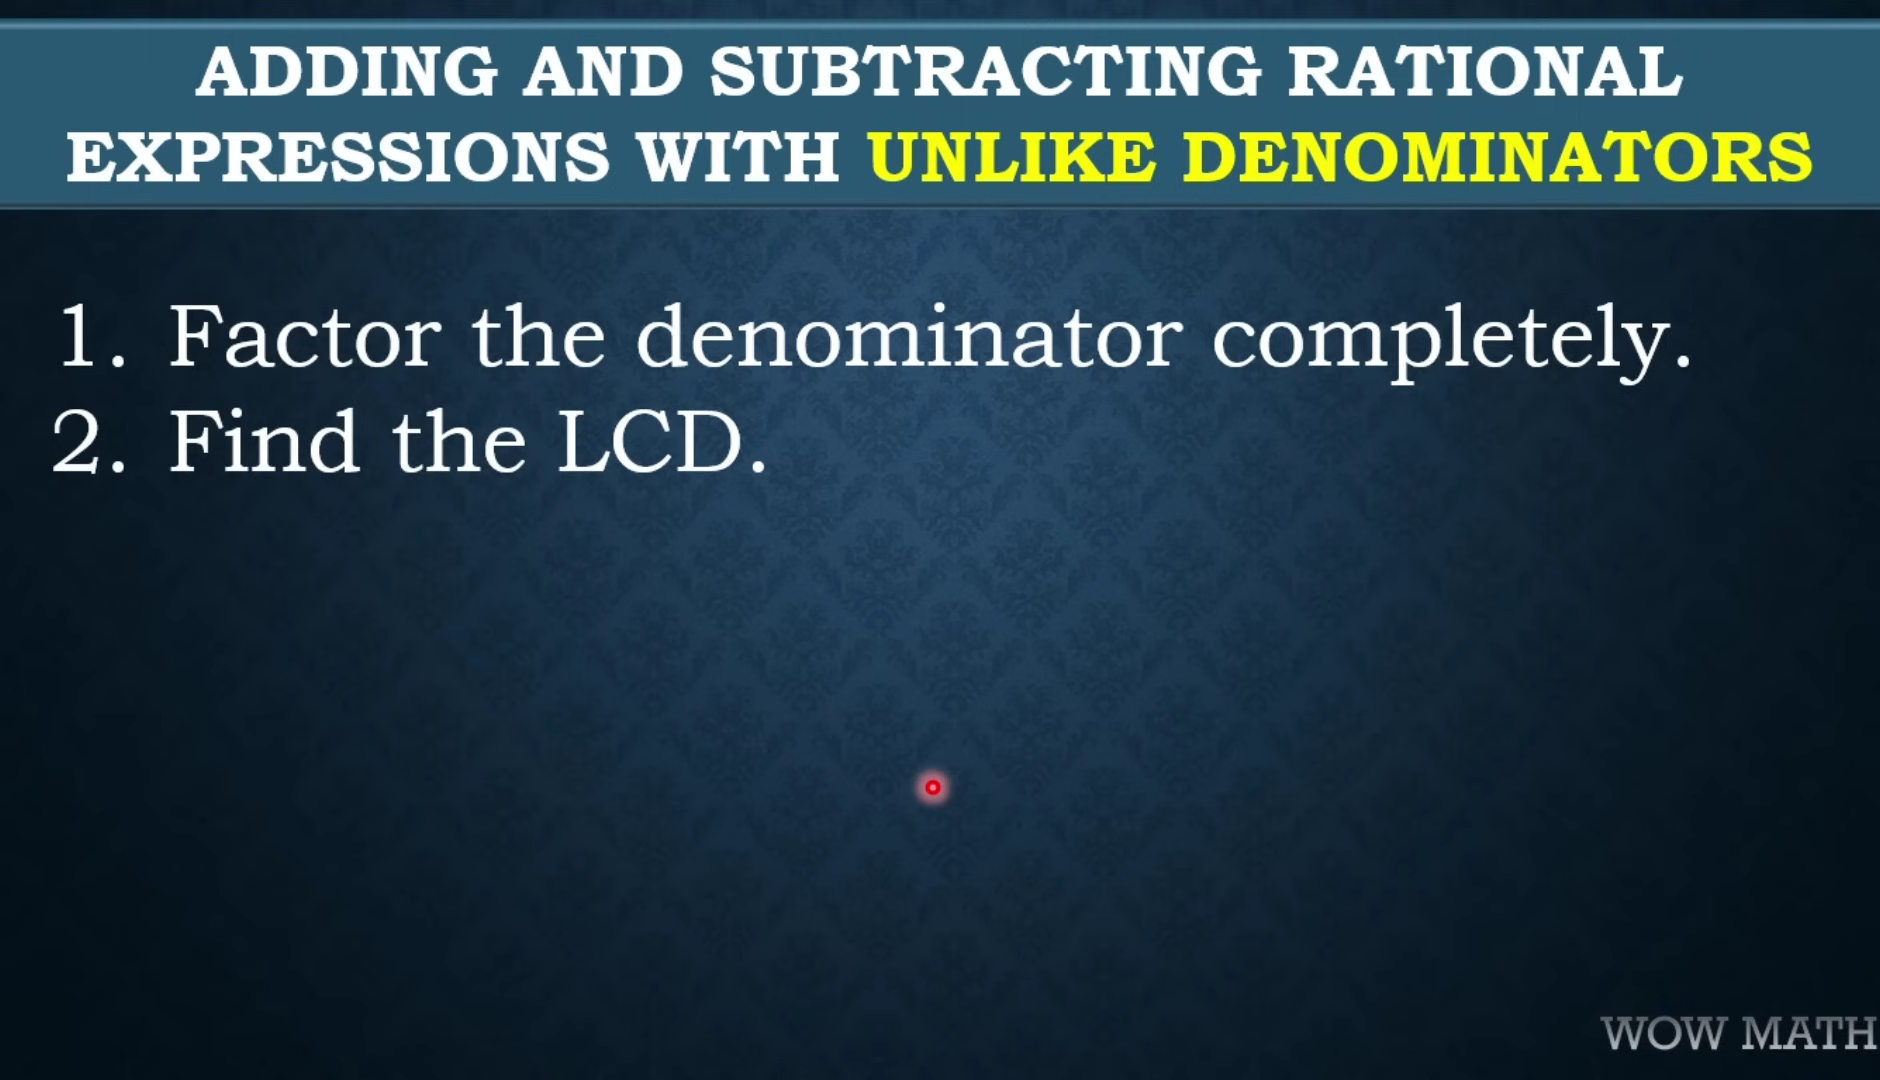 ADDING AND SUBTRACTING RATIONAL
EXPRESSIONS WITH UNLIKE DENOMINATORS
1. Factor the denominator completely.
2. Find the LCD.
WOW MATH